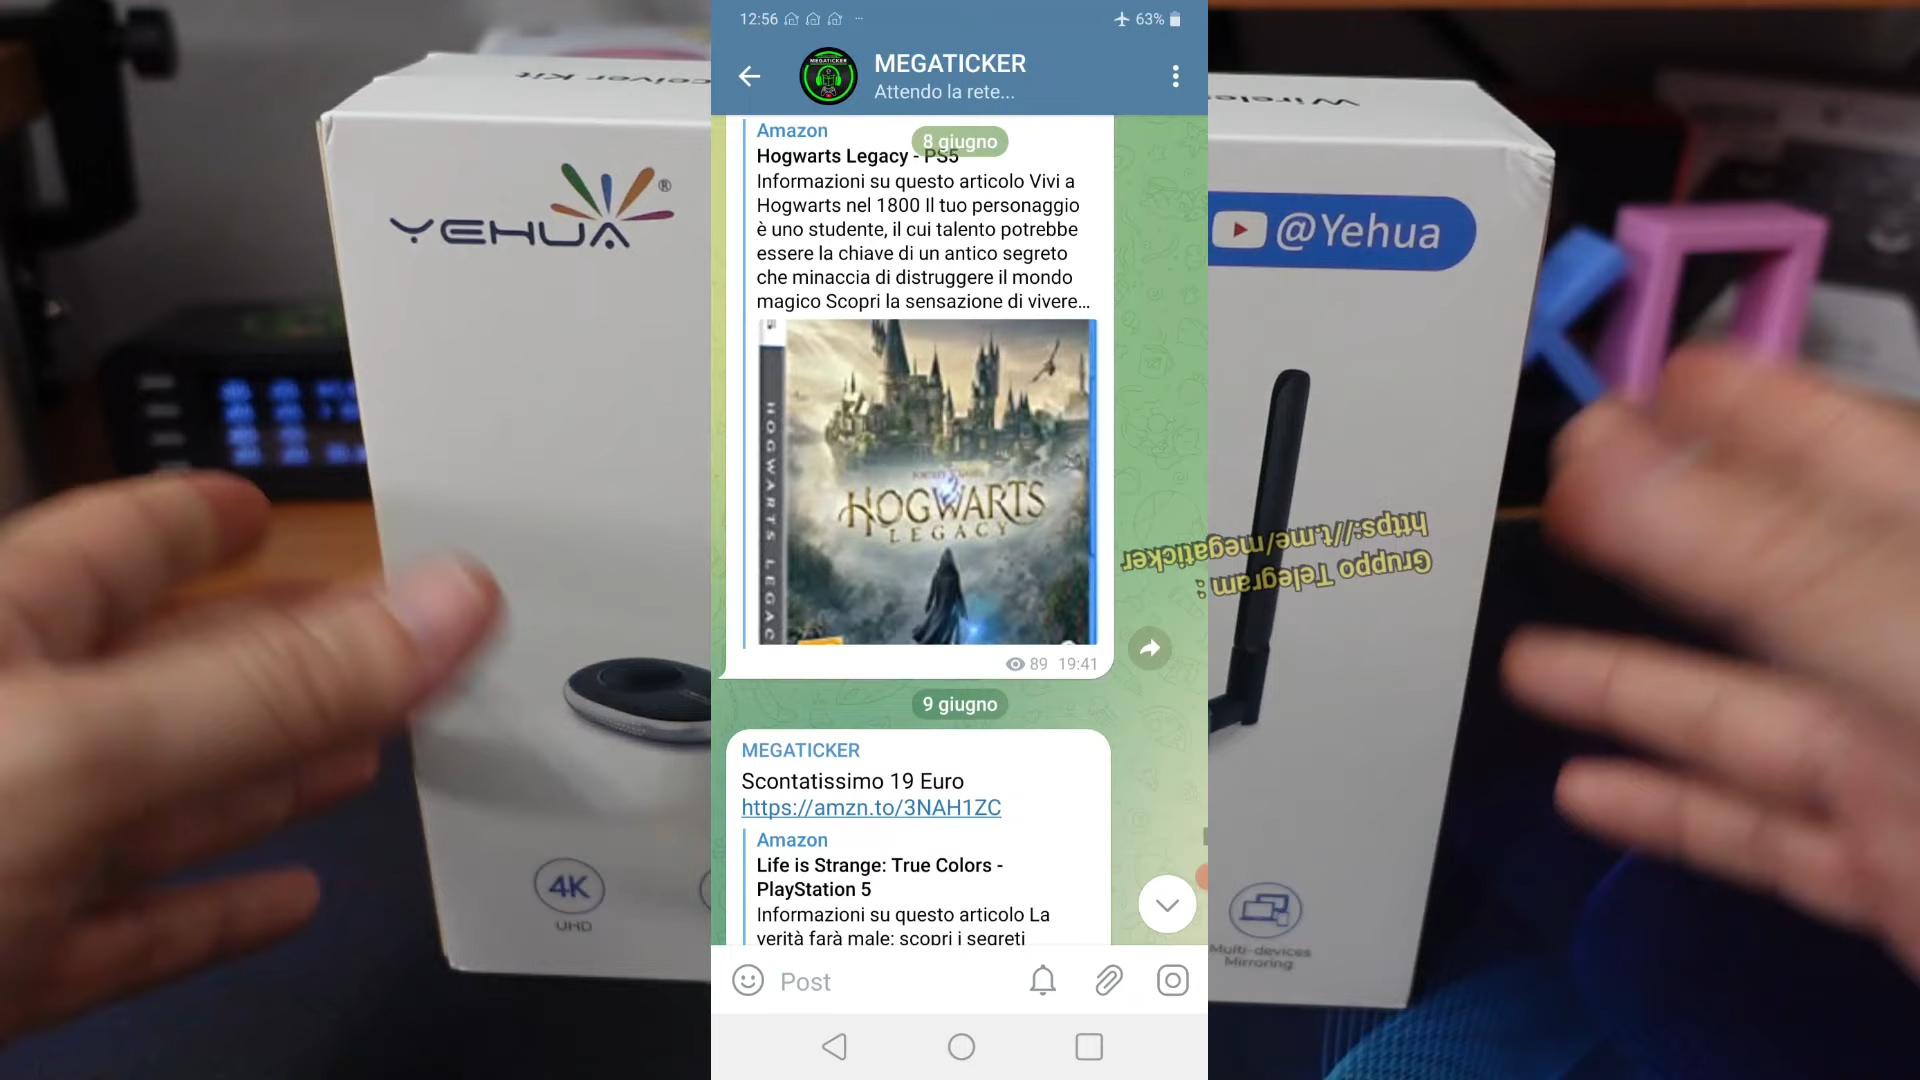 12:56
63%
MEGATICKER
MEGATICKER
Attendo la rete...
8 giugno
Amazon
Hogwarts Legacy - PS5
Informazioni su questo articolo Vivi a
Hogwarts nel 1800 Il tuo personaggio
è uno studente, il cui talento potrebbe
essere la chiave di un antico segreto
che minaccia di distruggere il mondo
magico Scopri la sensazione di vivere...
HOGWARTS LEGAC
HOGWARTS
LEGACY
89 19:41
9 giugno
MEGATICKER
Scontatissimo 19 Euro
https://amzn.to/3NAH1ZC
Amazon
Life is Strange: True Colors -
PlayStation 5
Informazioni su questo articolo La
verità farà male: scopri i segreti
Post
ceiver Kit
YEHUA®
4K
UHD
@Yehua
Gruppo Telegram :
https://t.me/megaticker
Multi-devices
Mirroring